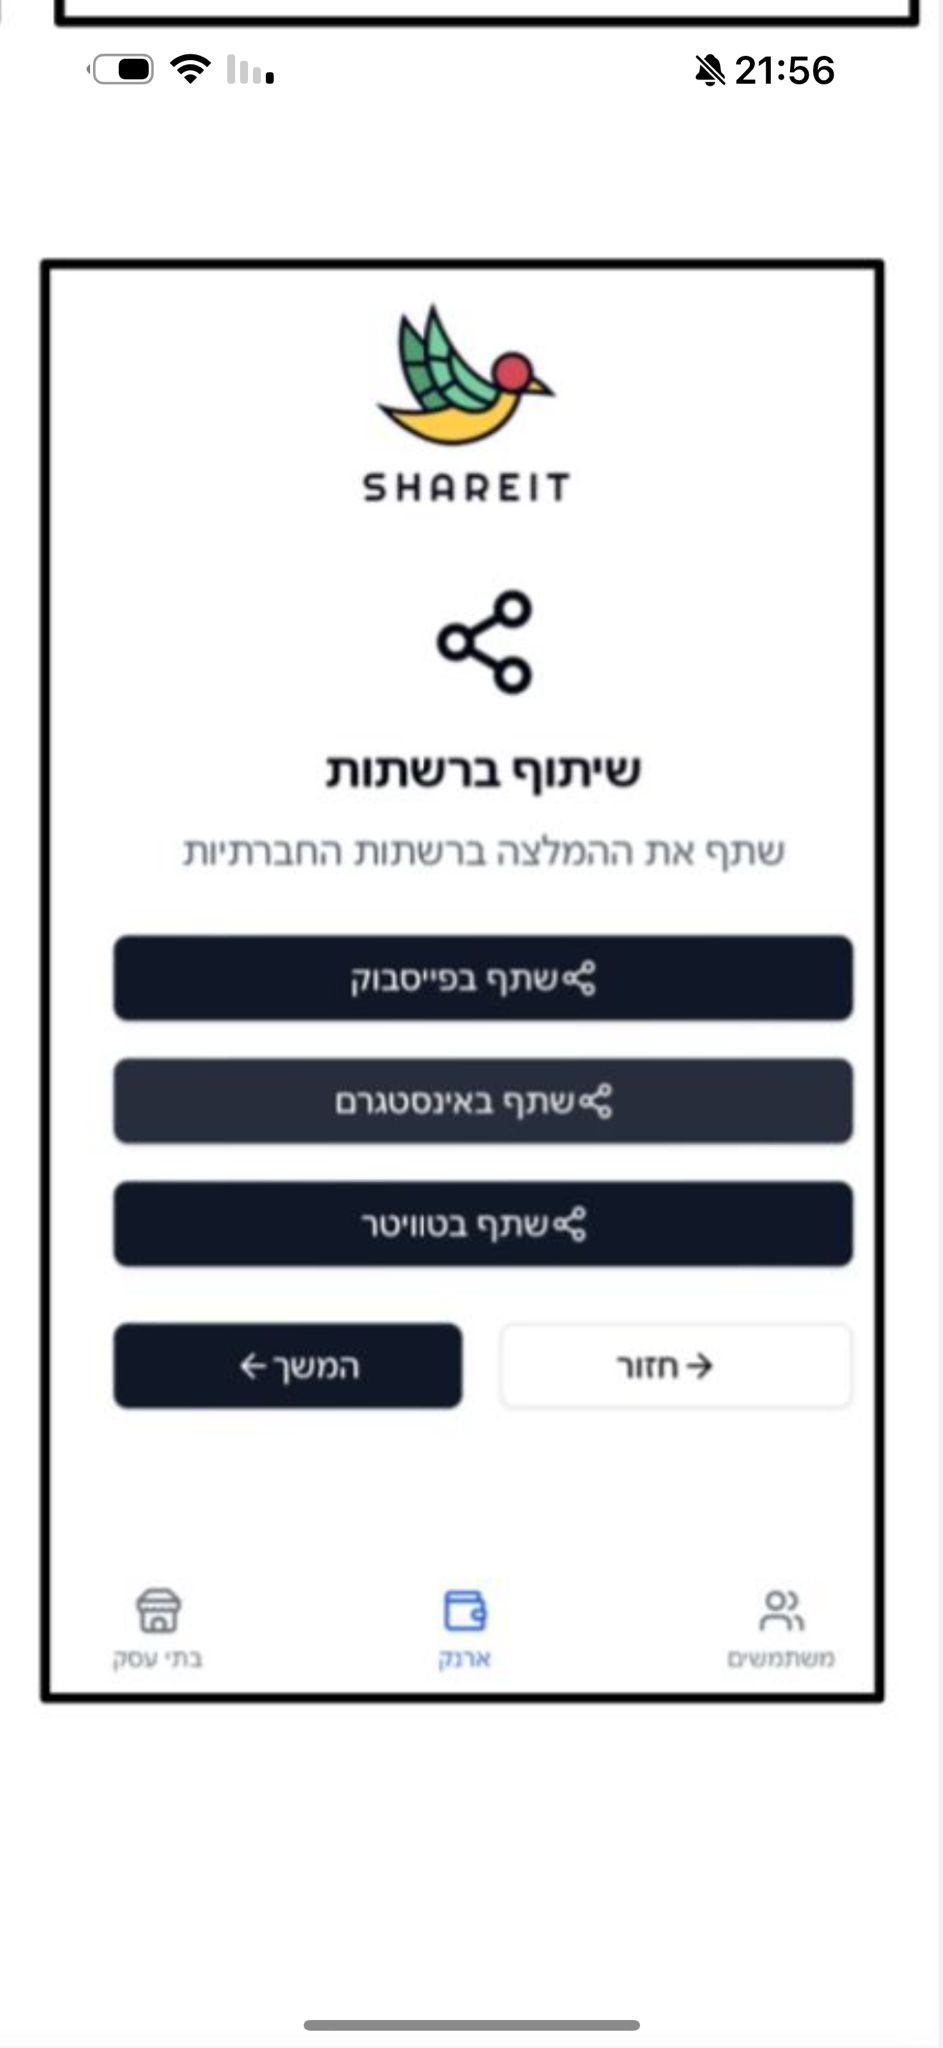 21:56
SHAREIT
שיתוף ברשתות
שתף את ההמלצה ברשתות החברתיות
שתף בפייסבוק
שתף באינסטגרם
שתף בטוויטר
חזור
המשך
משתמשים
ארנק
בתי עסק